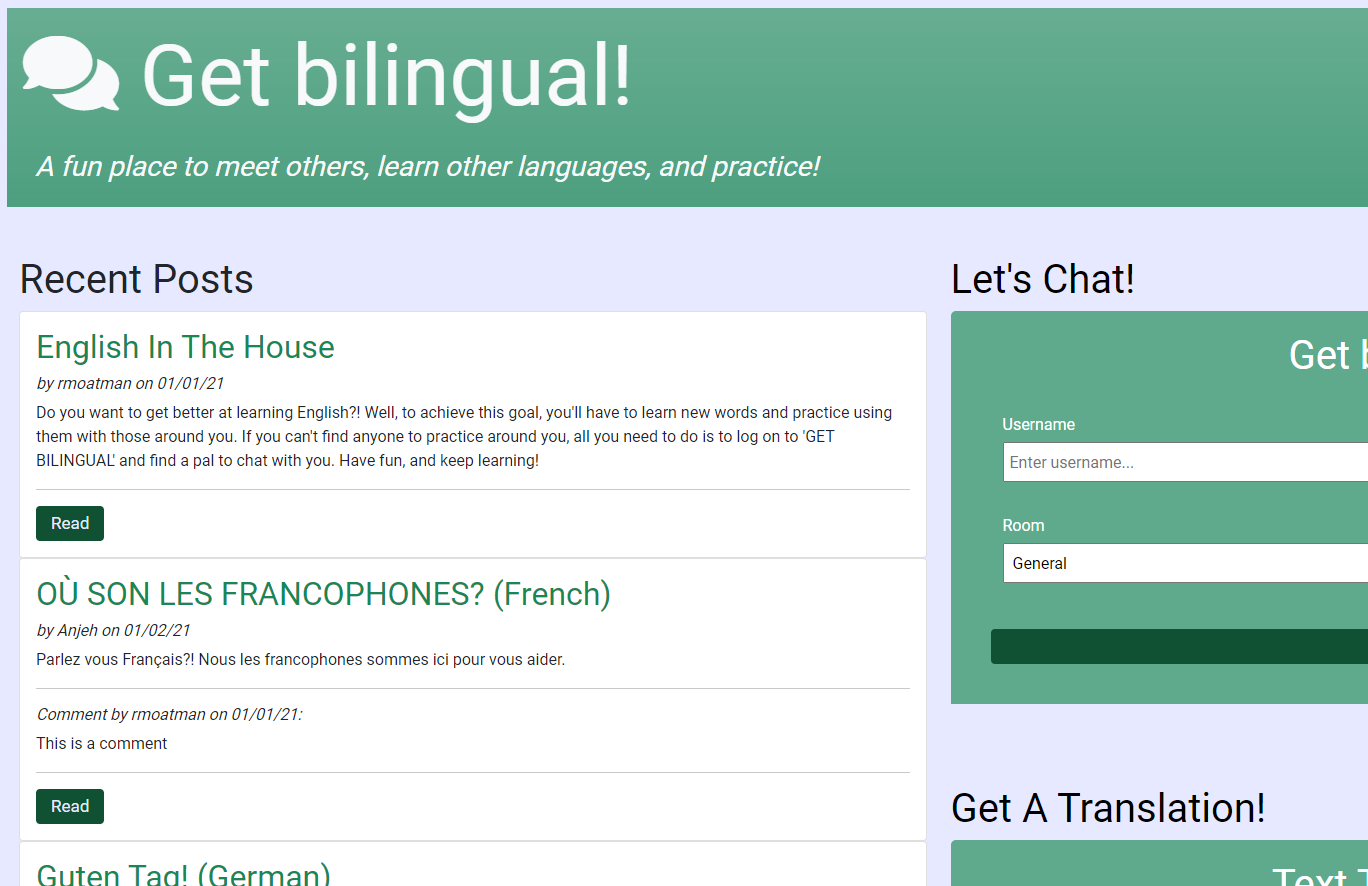 Get bilingual!
A fun place to meet others, learn other languages, and practice!
Recent Posts
English In The House
by rmoatman on 01/01/21
Do you want to get better at learning English?! Well, to achieve this goal, you'll have to learn new words and practice using
them with those around you. If you can't find anyone to practice around you, all you need to do is to log on to 'GET
BILINGUAL' and find a pal to chat with you. Have fun, and keep learning!
Read
OÙ SON LES FRANCOPHONES? (French)
by Anjeh on 01/02/21
Parlez vous Français?! Nous les francophones sommes ici pour vous aider.
Comment by rmoatman on 01/01/21:
This is a comment
Read
Guten Tag! (German)
Let's Chat!
Get
Username
Enter username...
Room
General
Get A Translation!
Text